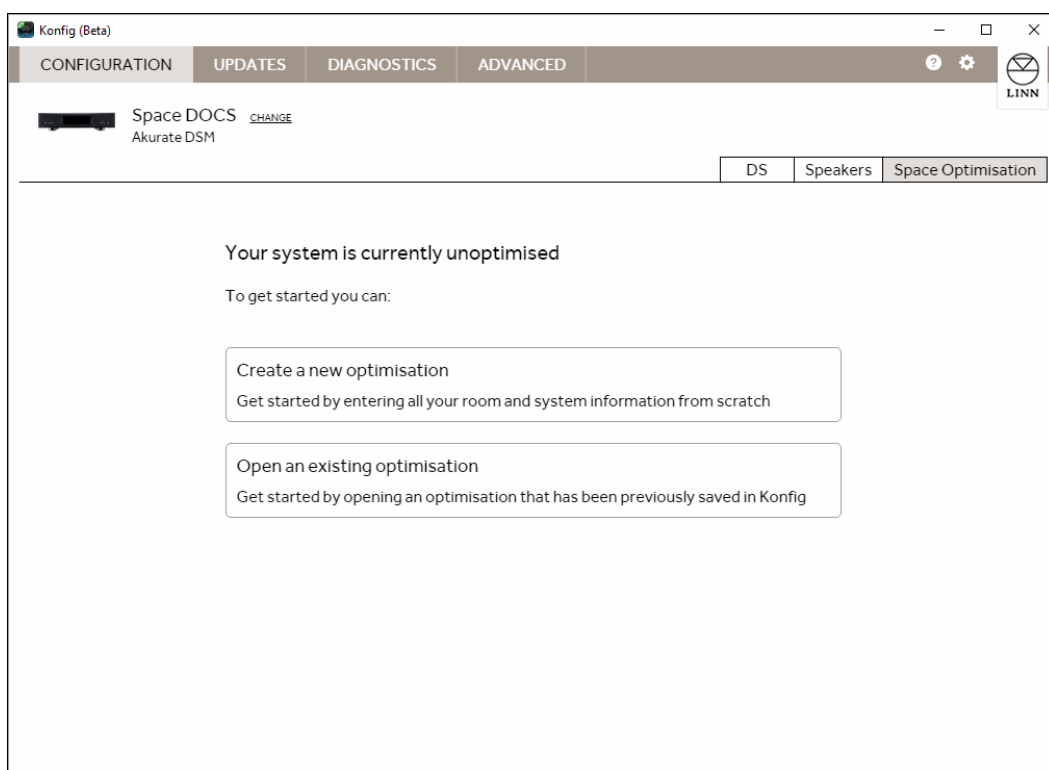 Konfig (Beta)
CONFIGURATION UPDATES DIAGNOSTICS ADVANCED
LINN
Space DOCS CHANGE
Akurate DSM
DS Speakers Space Optimisation
Your system is currently unoptimised
To get started you can:
Create a new optimisation
Get started by entering all your room and system information from scratch
Open an existing optimisation
Get started by opening an optimisation that has been previously saved in Konfig